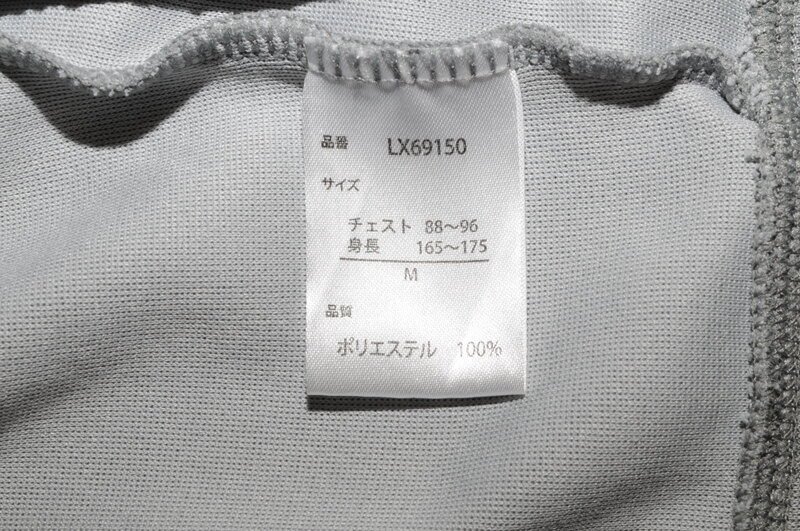 品番 LX69150
サイズ
チェスト 88〜96
身長 165〜175
M
品質
ポリエステル 100%